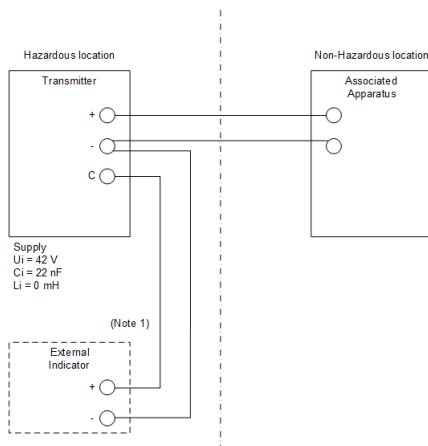 Hazardous location
Non-Hazardous location
Transmitter
Associated
Apparatus
+
-
C
Supply
Ui = 42 V
Ci = 22 nF
Li = 0 mH
(Note 1)
External
Indicator
+
-